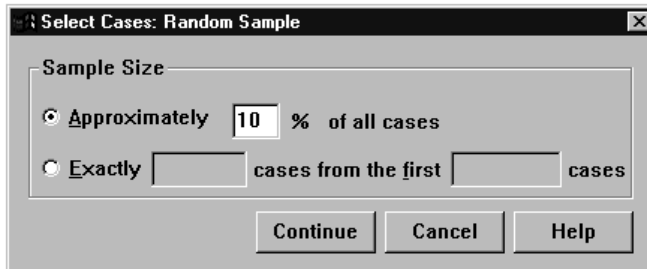 Select Cases: Random Sample
Sample Size
Approximately 10 % of all cases
Exactly cases from the first cases
Continue Cancel Help